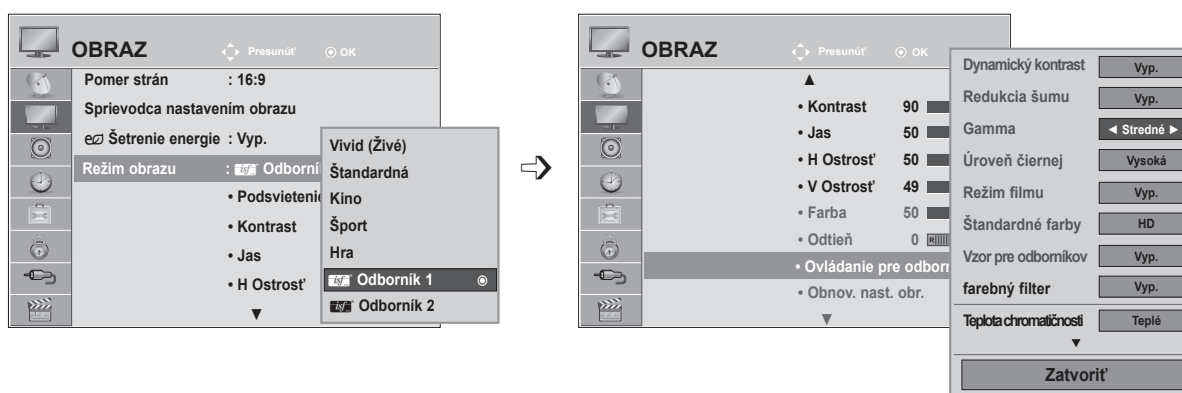 OBRAZ Presunúť OK
Pomer strán : 16:9
Sprievodca nastavením obrazu
Šetrenie energie : Vyp.
Režim obrazu : isf Odborní
• Podsvietenie
• Kontrast
• Jas
• H Ostrosť
Vivid (Živé)
Štandardná
Kino
Šport
Hra
isf Odborník 1
isf Odborník 2
OBRAZ Presunúť OK
• Kontrast 90
• Jas 50
• H Ostrosť 50
• V Ostrosť 49
• Farba 50
• Odtieň 0 R
• Ovládanie pre odborn
• Obnov. nast. obr.
Dynamický kontrast Vyp.
Redukcia šumu Vyp.
Gamma ◀ Stredné ▶
Úroveň čiernej Vysoká
Režim filmu Vyp.
Štandardné farby HD
Vzor pre odborníkov Vyp.
farebný filter Vyp.
Teplota chromatičnosti Teplé
Zatvoriť